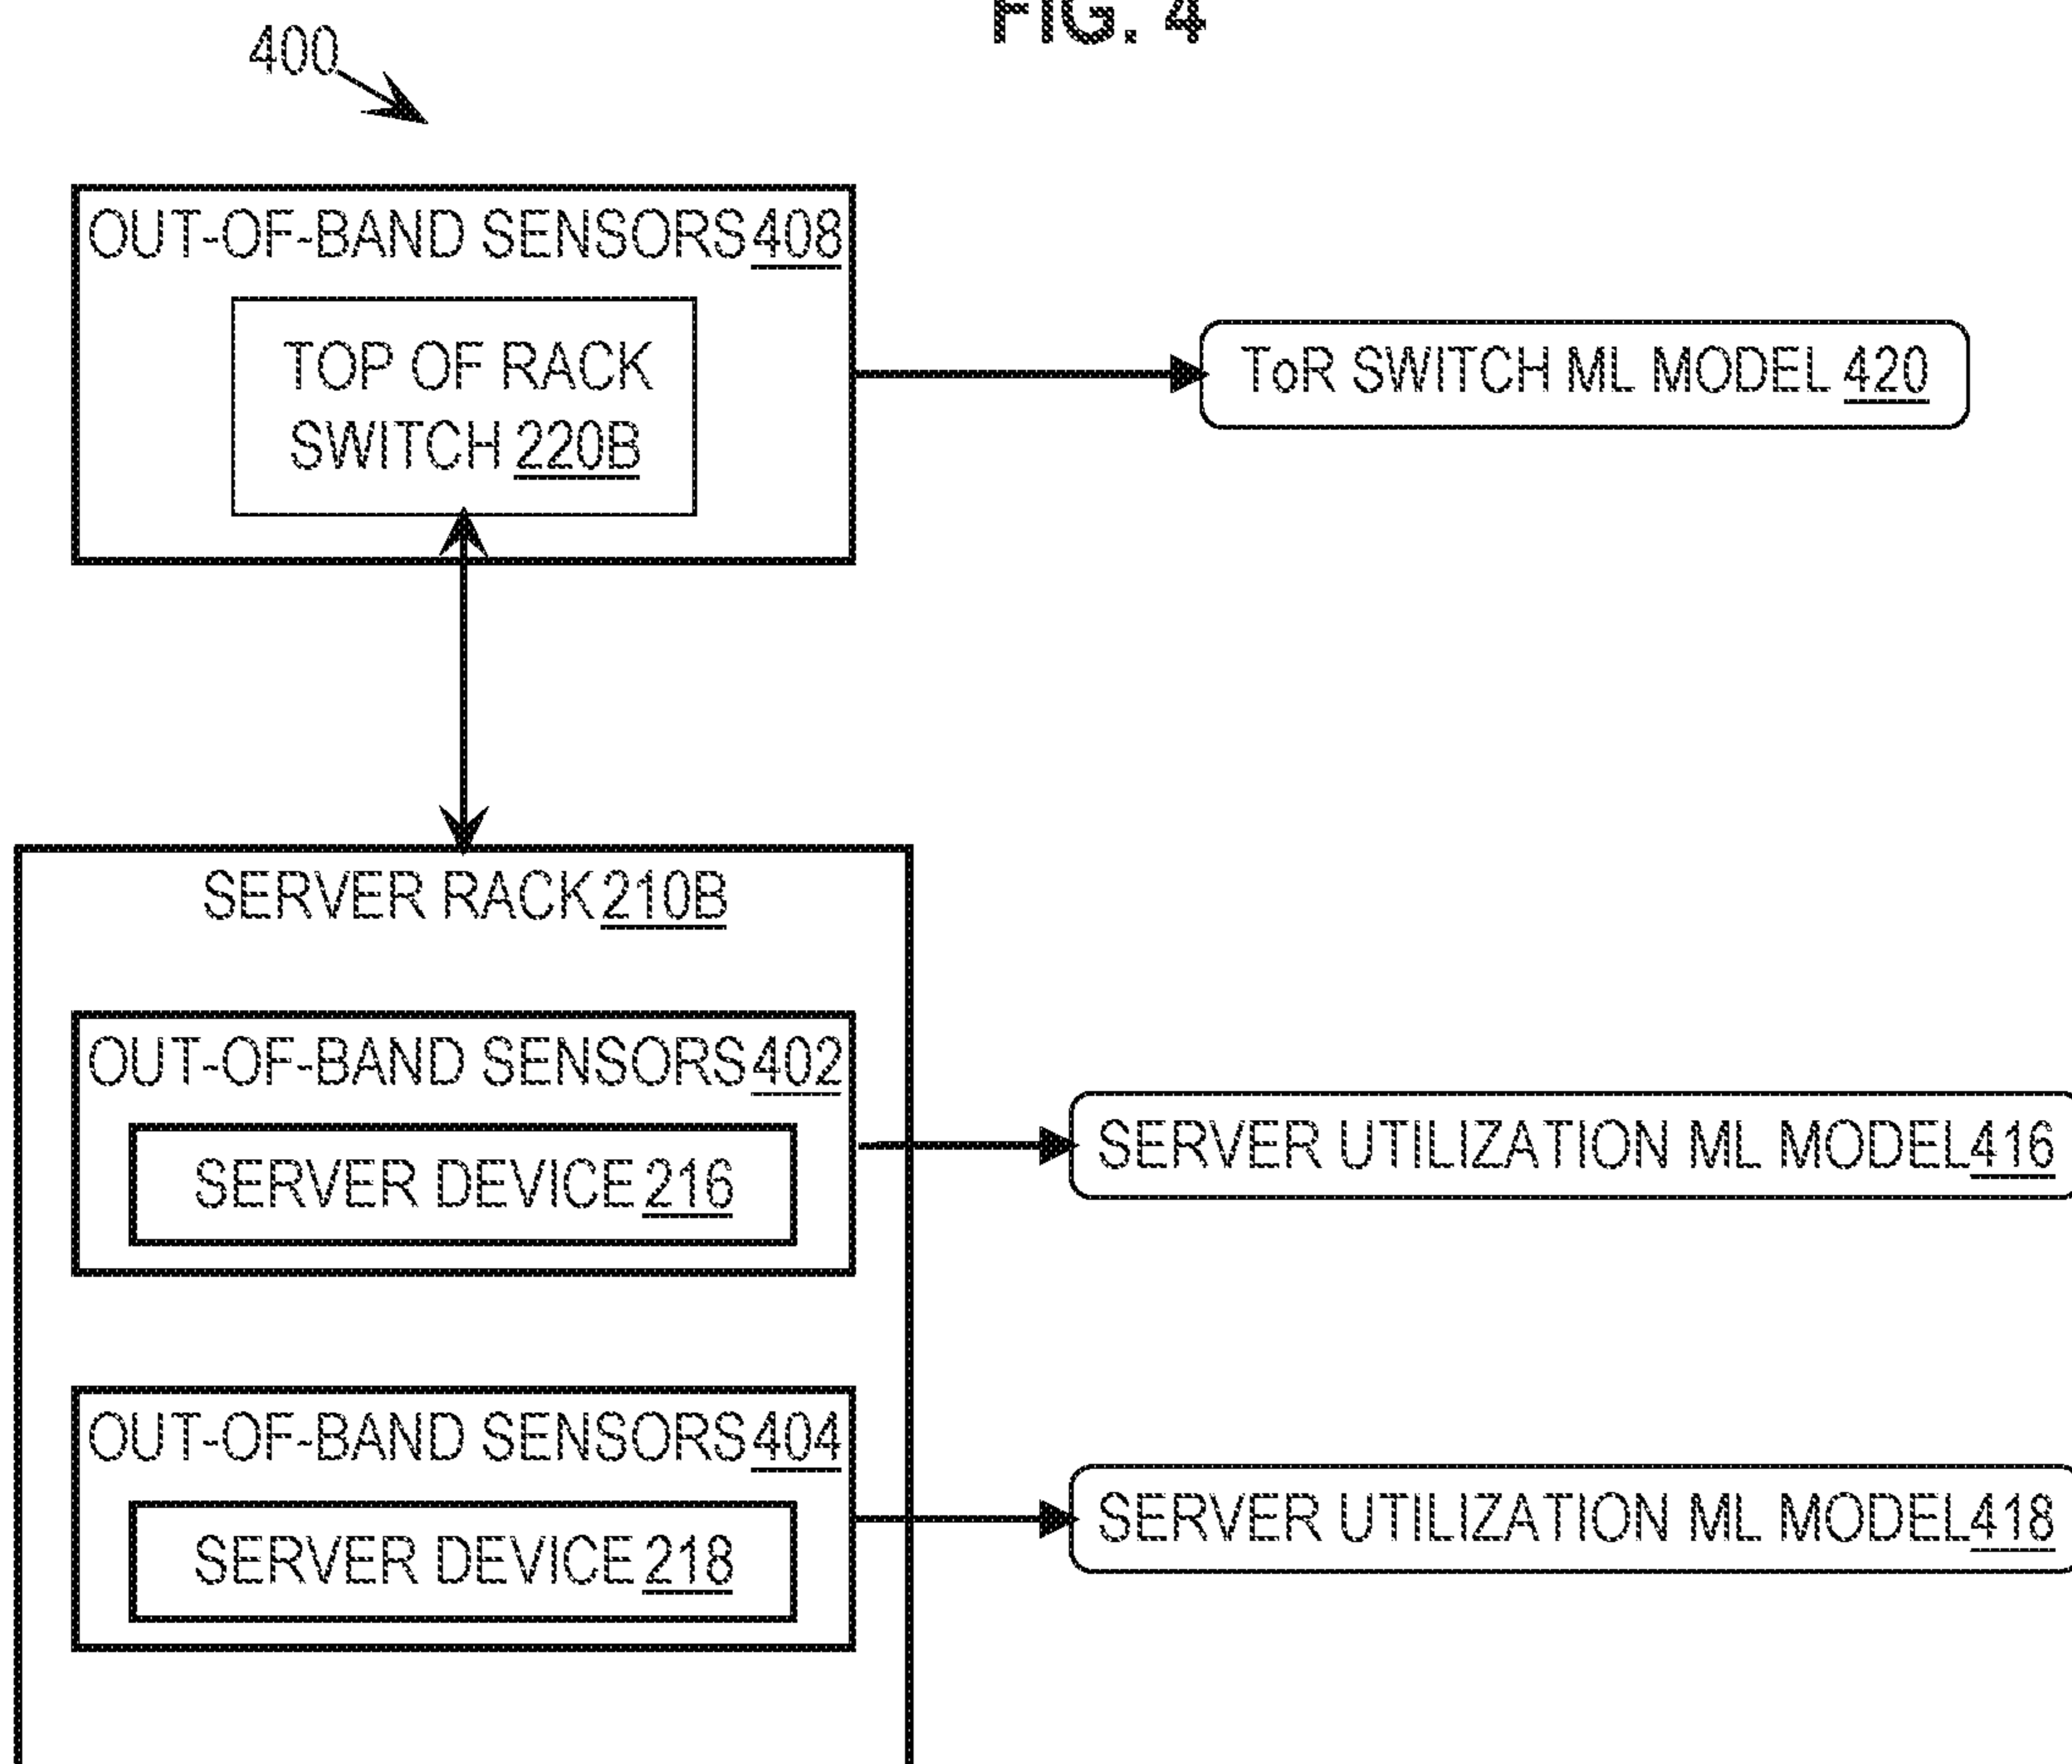 FIG. 4
400
OUT-OF-BAND SENSORS 408
TOP OF RACK
SWITCH 220B
ToR SWITCH ML MODEL 420
SERVER RACK 210B
OUT-OF-BAND SENSORS 402
SERVER DEVICE 216
SERVER UTILIZATION ML MODEL 416
OUT-OF-BAND SENSORS 404
SERVER DEVICE 218
SERVER UTILIZATION ML MODEL 418